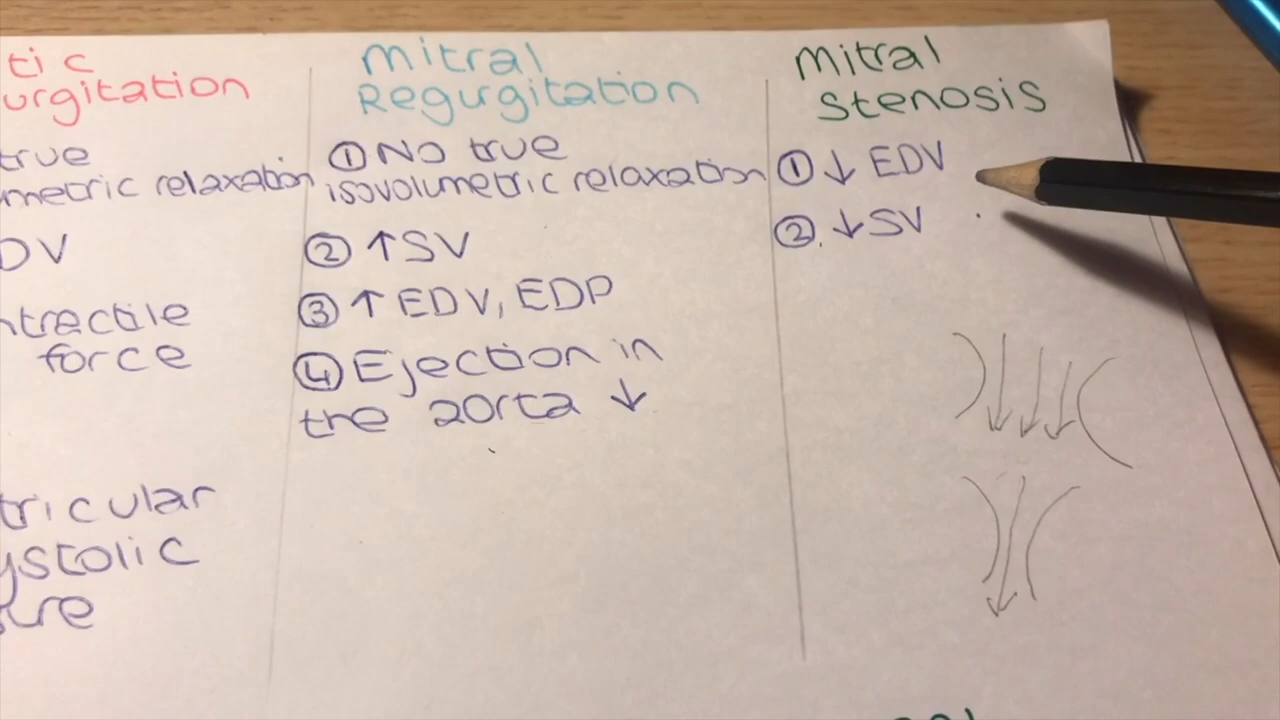 tic
urgitation
true
metric relaxation
DV
ntractile
force
tricular
ystolic
ure
Mitral
Regurgitation
① No true
isovolumetric relaxation
② ↑ SV
③ ↑ EDV, EDP
④ Ejection in
the aorta ↓
Mitral
Stenosis
① ↓ EDV
② ↓ SV